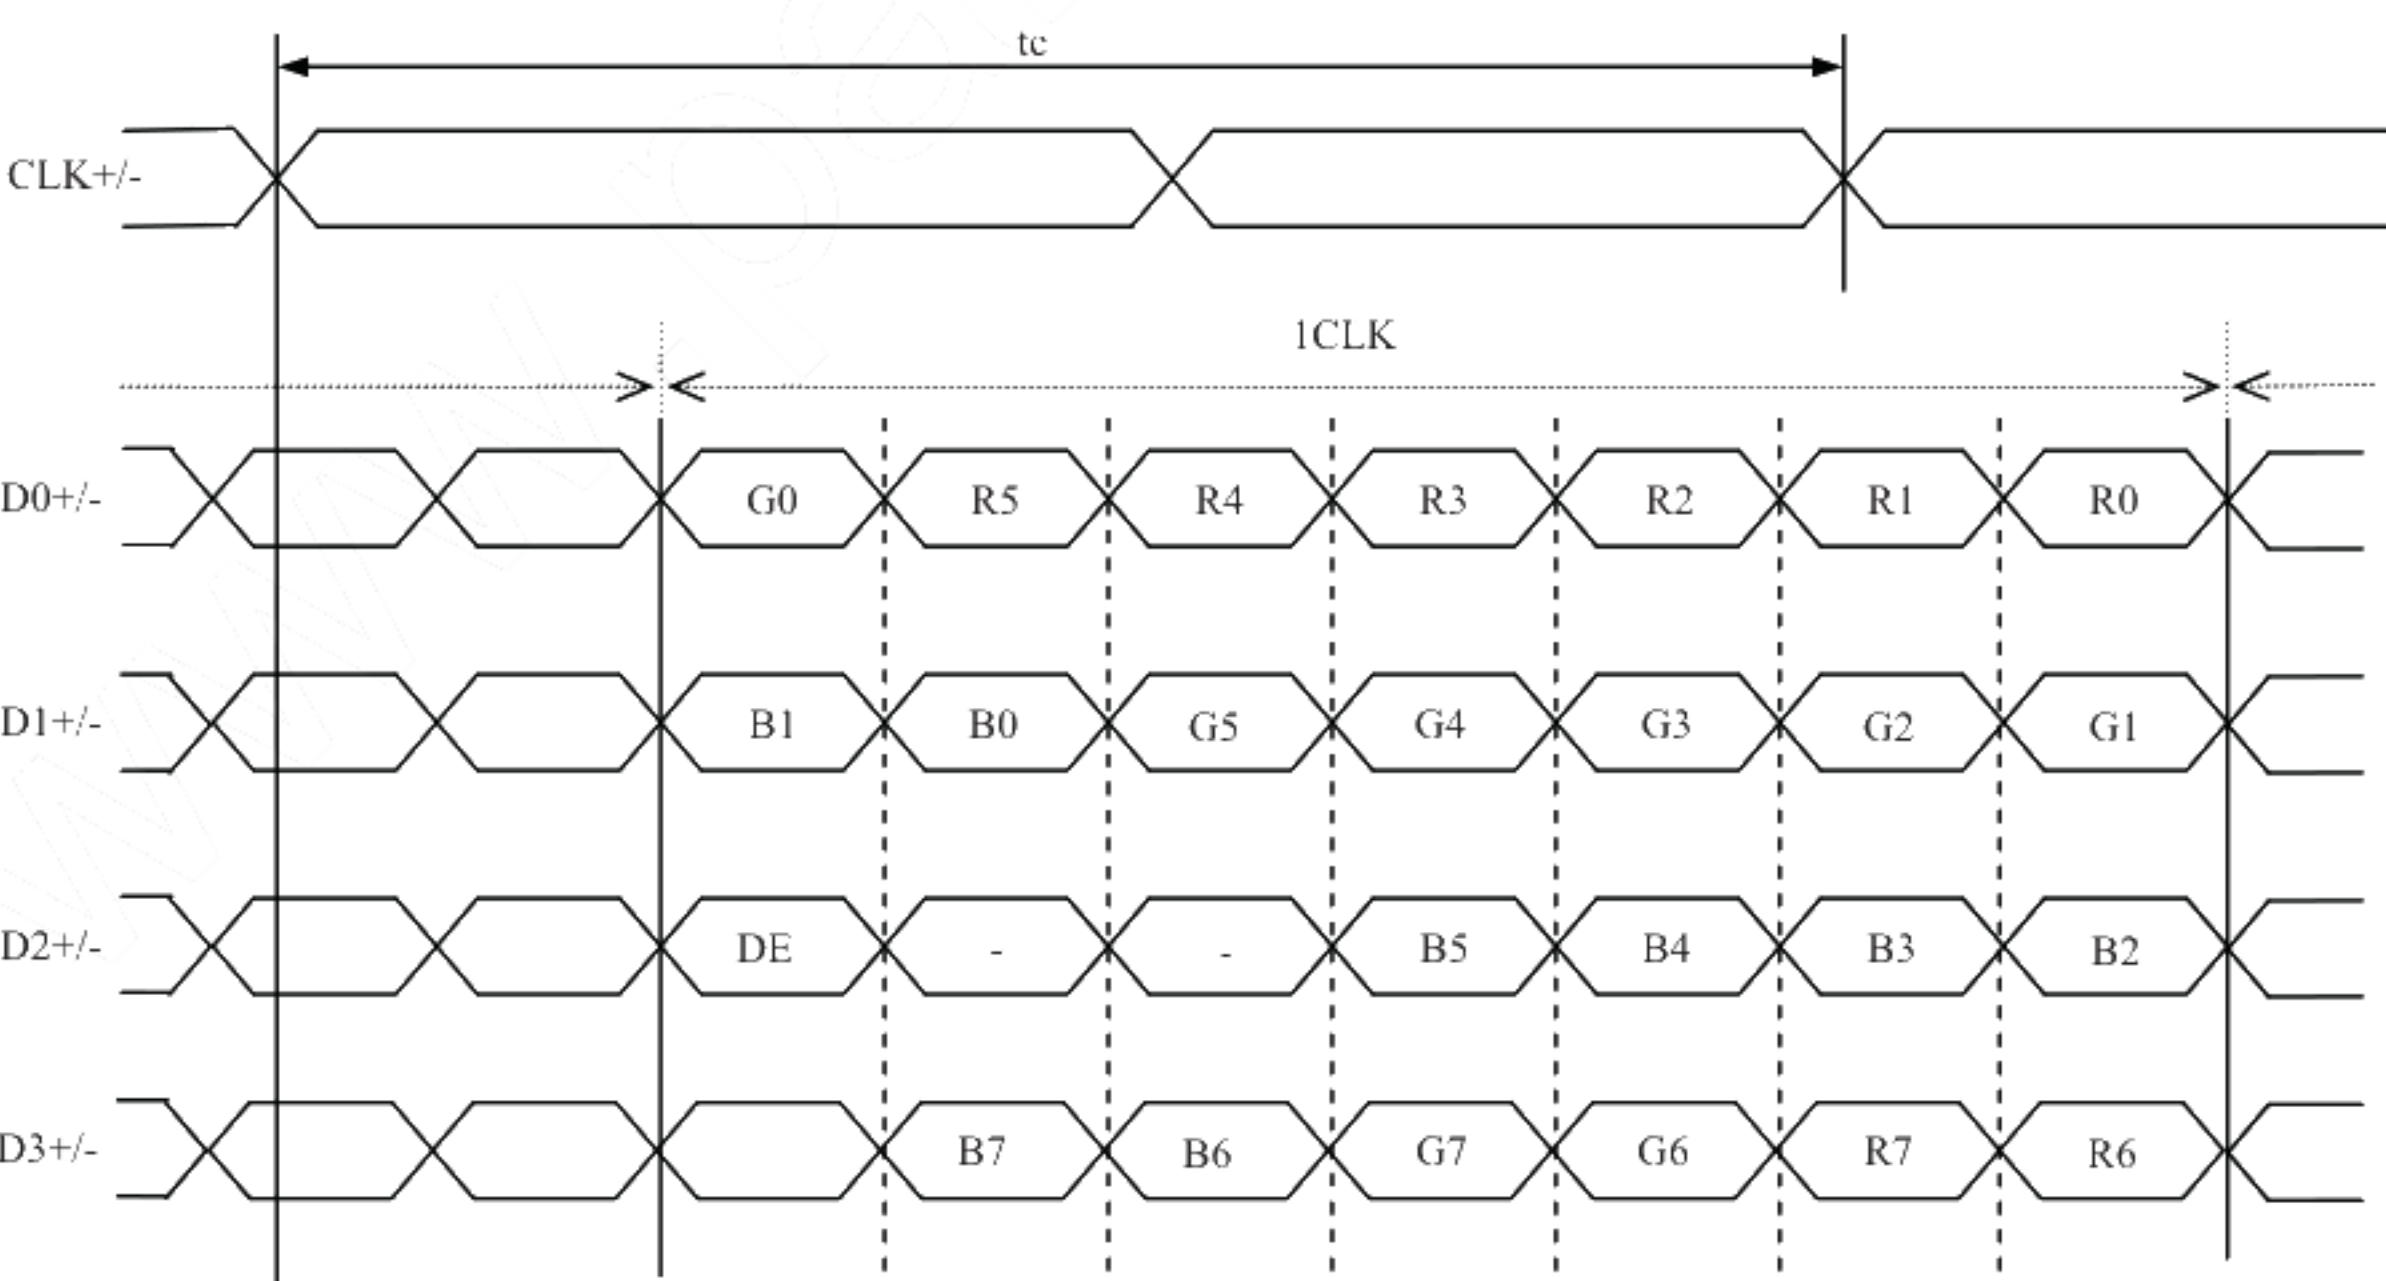 tc
CLK+/-
1CLK
D0+/- G0 R5 R4 R3 R2 R1 R0
D1+/- B1 B0 G5 G4 G3 G2 G1
D2+/- DE - - B5 B4 B3 B2
D3+/- B7 B6 G7 G6 R7 R6